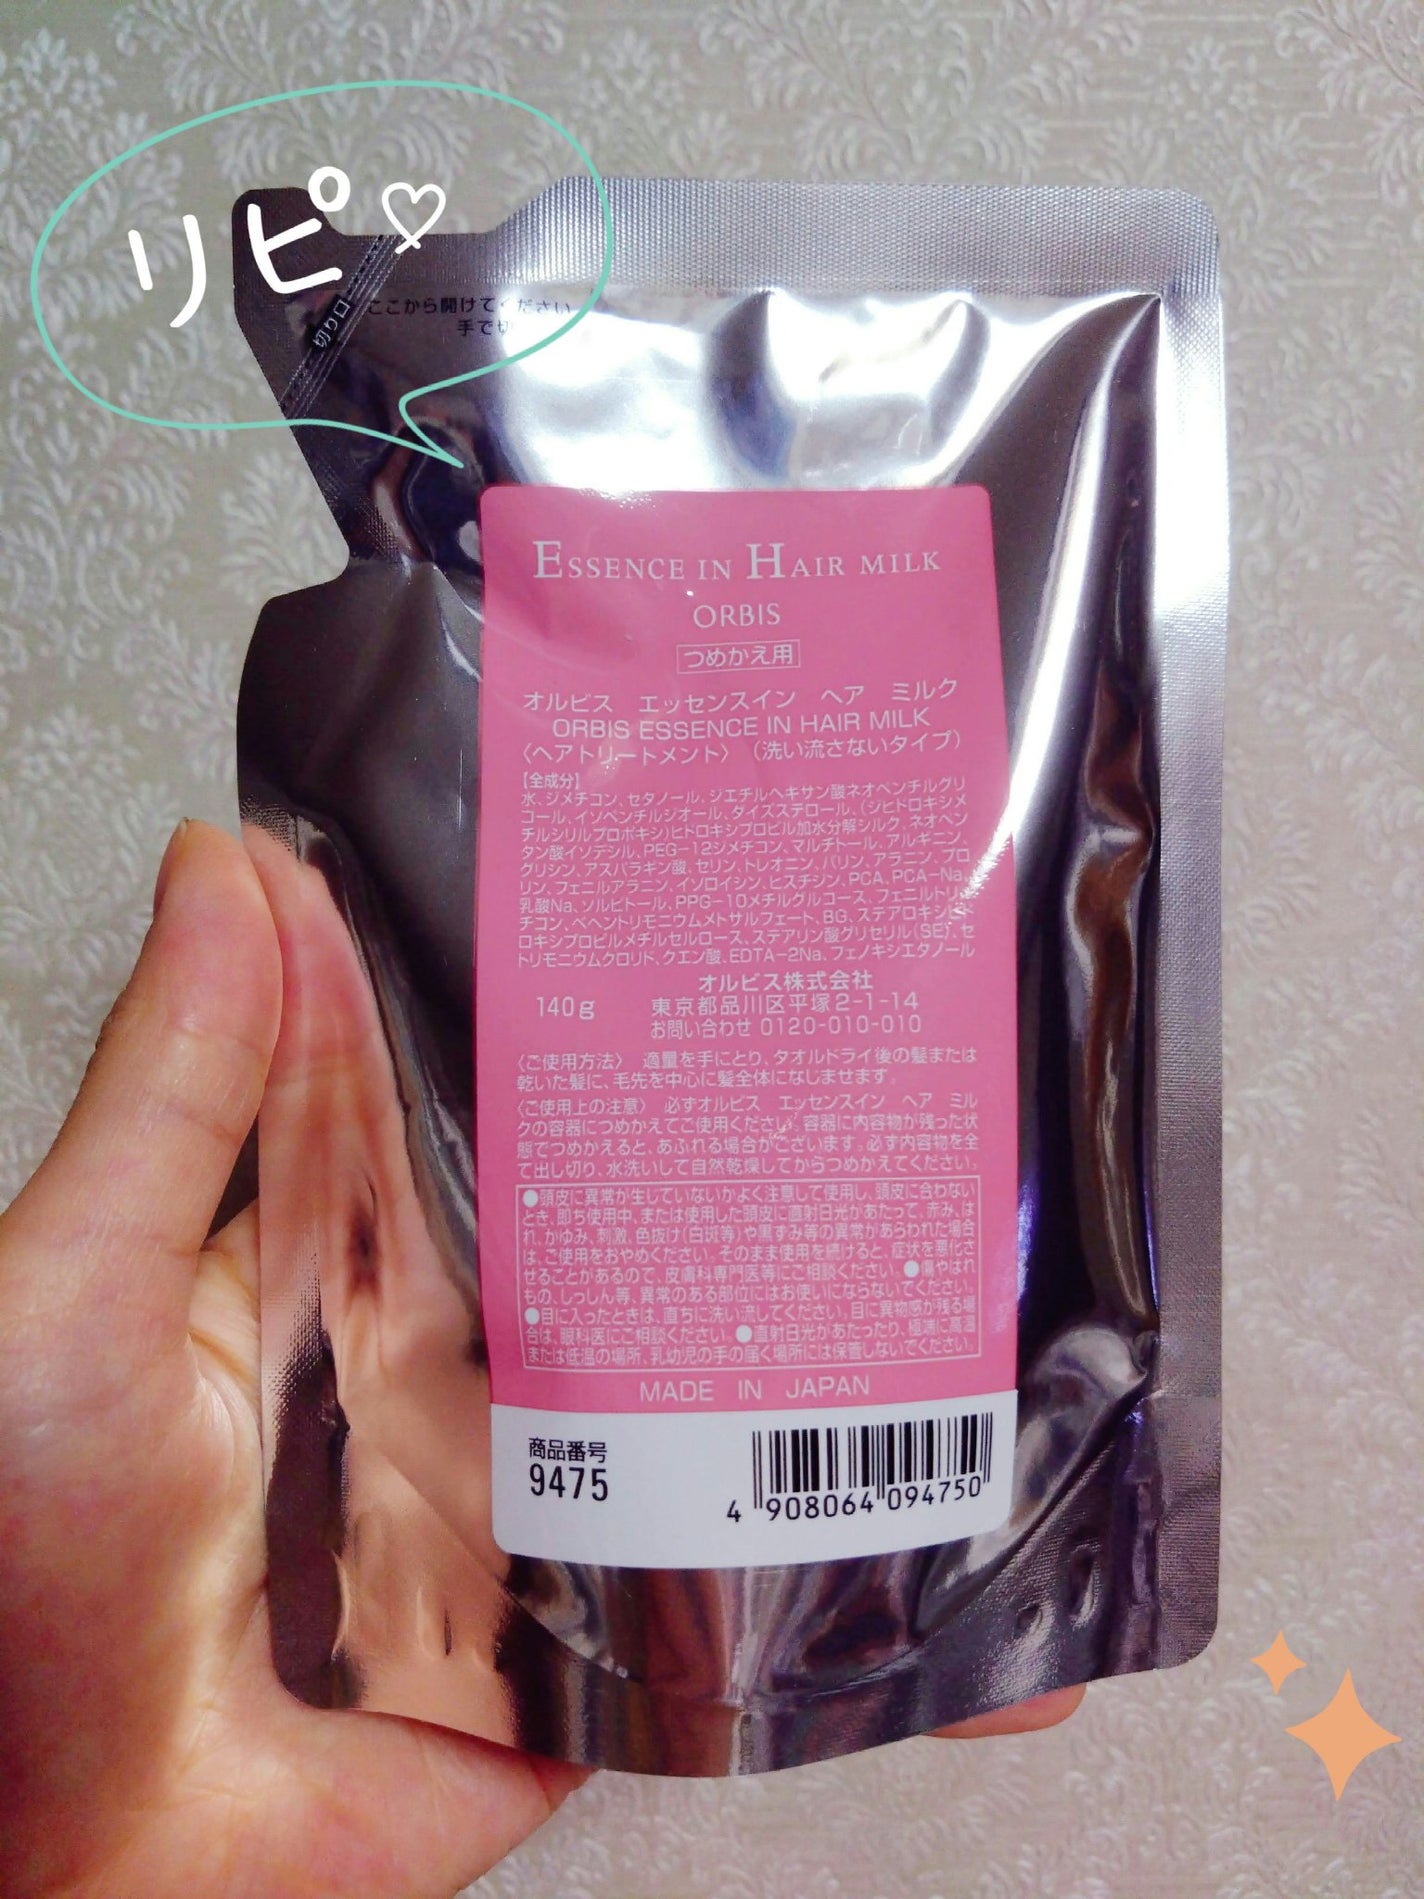 リピ♡
切り口
ここから開けてください
手で切
ESSENCE IN HAIR MILK
ORBIS
つめかえ用
オルビス エッセンスイン ヘア ミルク
ORBIS ESSENCE IN HAIR MILK
〈ヘアトリートメント〉（洗い流さないタイプ）
【全成分】
水、ジメチコン、セタノール、ジエチルヘキサン酸ネオペンチルグリ
コール、イソペンチルジオール、ダイズステロール、（ジヒドロキシメ
チルシリルプロポキシ）ヒドロキシプロピル加水分解シルク、ネオペン
タン酸イソデシル、PEG-12ジメチコン、マルチトール、アルギニン、
グリシン、アスパラギン酸、セリン、トレオニン、バリン、アラニン、プロ
リン、フェニルアラニン、イソロイシン、ヒスチジン、PCA、PCA-Na、
乳酸Na、ソルビトール、PPG-10メチルグルコース、フェニルトリメ
チコン、ベヘントリモニウムメトサルフェート、BG、ステアロキシヒド
ロキシプロピルメチルセルロース、ステアリン酸グリセリル（SE）、セ
トリモニウムクロリド、クエン酸、EDTA-2Na、フェノキシエタノール
オルビス株式会社
140g 東京都品川区平塚2-1-14
お問い合わせ 0120-010-010
〈ご使用方法〉 適量を手にとり、タオルドライ後の髪または
乾いた髪に、毛先を中心に髪全体になじませます。
〈ご使用上の注意〉 必ずオルビス エッセンスイン ヘア ミル
クの容器につめかえてご使用ください。容器に内容物が残った状
態でつめかえると、あふれる場合がございます。必ず内容物を全
て出し切り、水洗いして自然乾燥してからつめかえてください。
●頭皮に異常が生じていないかよく注意して使用し、頭皮に合わない
とき、即ち使用中、または使用した頭皮に直射日光があたって、赤み、は
れ、かゆみ、刺激、色抜け（白斑等）や黒ずみ等の異常があらわれた場合
は、ご使用をおやめください。そのまま使用を続けると、症状を悪化さ
せることがあるので、皮膚科専門医等にご相談ください。●傷やはれ
もの、しっしん等、異常のある部位にはお使いにならないでください。
●目に入ったときは、直ちに洗い流してください。目に異物感が残る場
合は、眼科医にご相談ください。●直射日光があたったり、極端に高温
または低温の場所、乳幼児の手の届く場所には保管しないでください。
MADE IN JAPAN
商品番号
9475
4 908064 094750